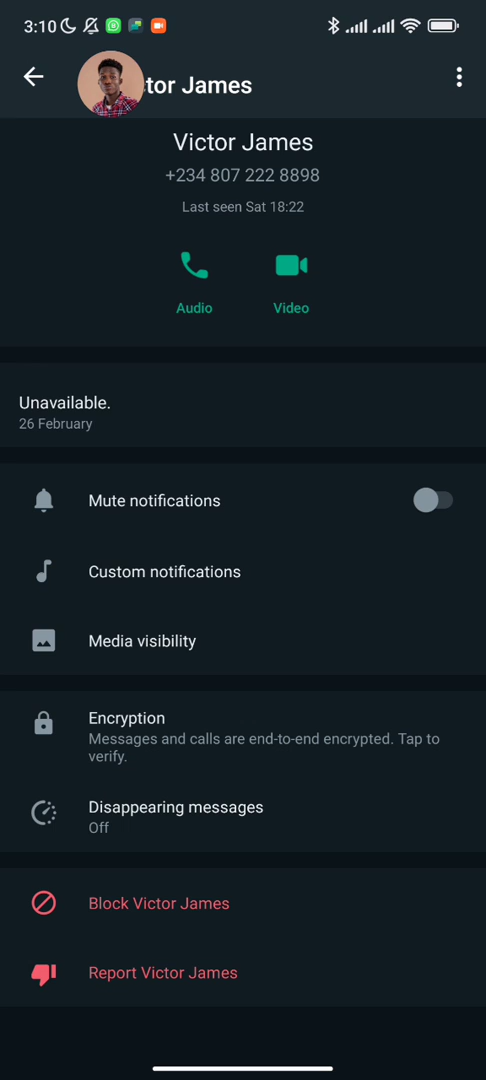 3:10
tor James
Victor James
+234 807 222 8898
Last seen Sat 18:22
Audio
Video
Unavailable.
26 February
Mute notifications
Custom notifications
Media visibility
Encryption
Messages and calls are end-to-end encrypted. Tap to
verify.
Disappearing messages
Off
Block Victor James
Report Victor James